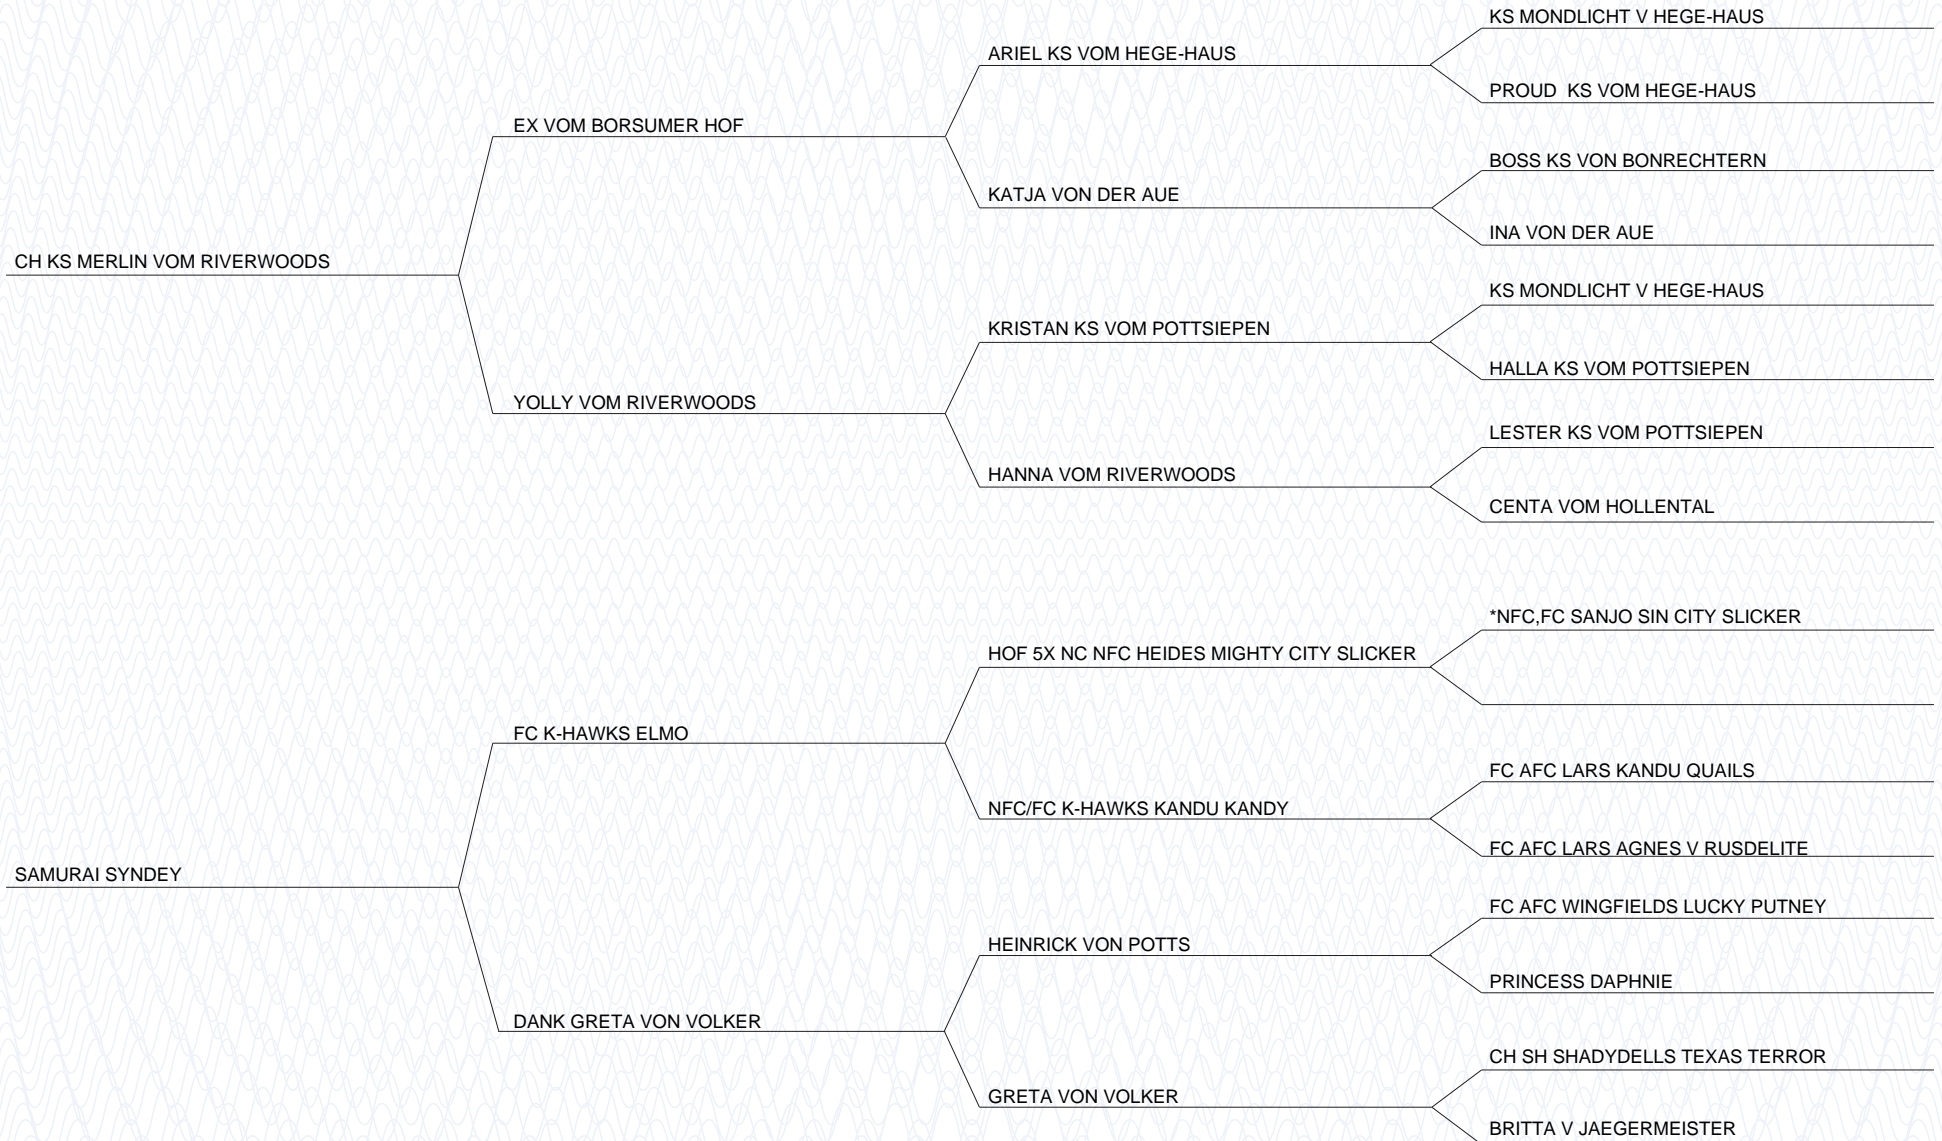 KS MONDLICHT V HEGE-HAUS
ARIEL KS VOM HEGE-HAUS
PROUD  KS VOM HEGE-HAUS
EX VOM BORSUMER HOF
BOSS KS VON BONRECHTERN
KATJA VON DER AUE
INA VON DER AUE
CH KS MERLIN VOM RIVERWOODS
KS MONDLICHT V HEGE-HAUS
KRISTAN KS VOM POTTSIEPEN
HALLA KS VOM POTTSIEPEN
YOLLY VOM RIVERWOODS
LESTER KS VOM POTTSIEPEN
HANNA VOM RIVERWOODS
CENTA VOM HOLLENTAL
*NFC,FC SANJO SIN CITY SLICKER
HOF 5X NC NFC HEIDES MIGHTY CITY SLICKER
FC K-HAWKS ELMO
FC AFC LARS KANDU QUAILS
NFC/FC K-HAWKS KANDU KANDY
FC AFC LARS AGNES V RUSDELITE
SAMURAI SYNDEY
FC AFC WINGFIELDS LUCKY PUTNEY
HEINRICK VON POTTS
PRINCESS DAPHNIE
DANK GRETA VON VOLKER
CH SH SHADYDELLS TEXAS TERROR
GRETA VON VOLKER
BRITTA V JAEGERMEISTER